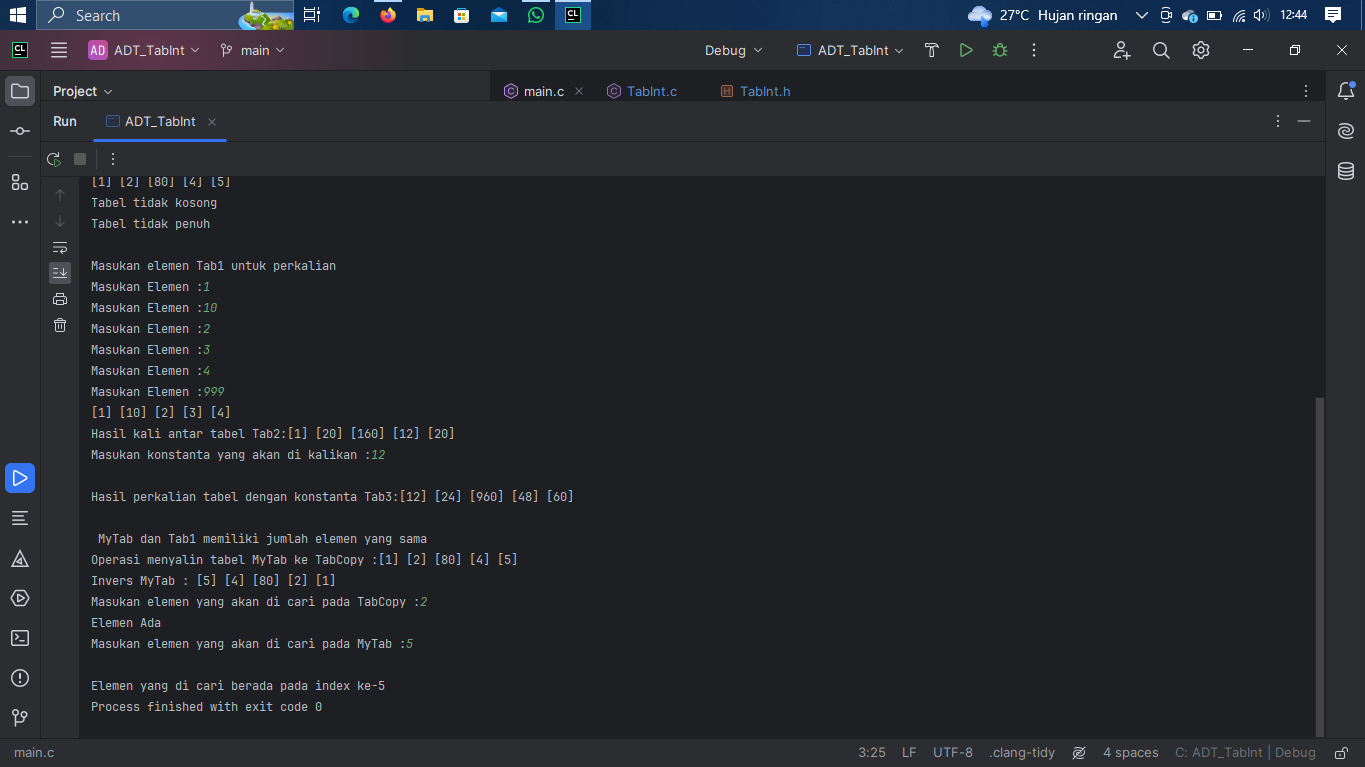 Search
27°C Hujan ringan
12:44
CL
AD ADT_TabInt
main
Debug
ADT_TabInt
Project
main.c
TabInt.c
TabInt.h
Run
ADT_TabInt
[1] [2] [80] [4] [5]
Tabel tidak kosong
Tabel tidak penuh
Masukan elemen Tab1 untuk perkalian
Masukan Elemen :1
Masukan Elemen :10
Masukan Elemen :2
Masukan Elemen :3
Masukan Elemen :4
Masukan Elemen :999
[1] [10] [2] [3] [4]
Hasil kali antar tabel Tab2:[1] [20] [160] [12] [20]
Masukan konstanta yang akan di kalikan :12
Hasil perkalian tabel dengan konstanta Tab3:[12] [24] [960] [48] [60]
MyTab dan Tab1 memiliki jumlah elemen yang sama
Operasi menyalin tabel MyTab ke TabCopy :[1] [2] [80] [4] [5]
Invers MyTab : [5] [4] [80] [2] [1]
Masukan elemen yang akan di cari pada TabCopy :2
Elemen Ada
Masukan elemen yang akan di cari pada MyTab :5
Elemen yang di cari berada pada index ke-5
Process finished with exit code 0
main.c
3:25
LF
UTF-8
.clang-tidy
4 spaces
C: ADT_TabInt | Debug